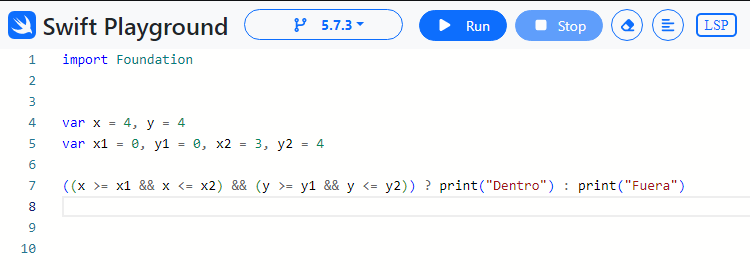 Swift Playground 5.7.3 Run Stop LSP
1 import Foundation
2
3
4 var x = 4, y = 4
5 var x1 = 0, y1 = 0, x2 = 3, y2 = 4
6
7 ((x >= x1 && x <= x2) && (y >= y1 && y <= y2)) ? print("Dentro") : print("Fuera")
8
9
10